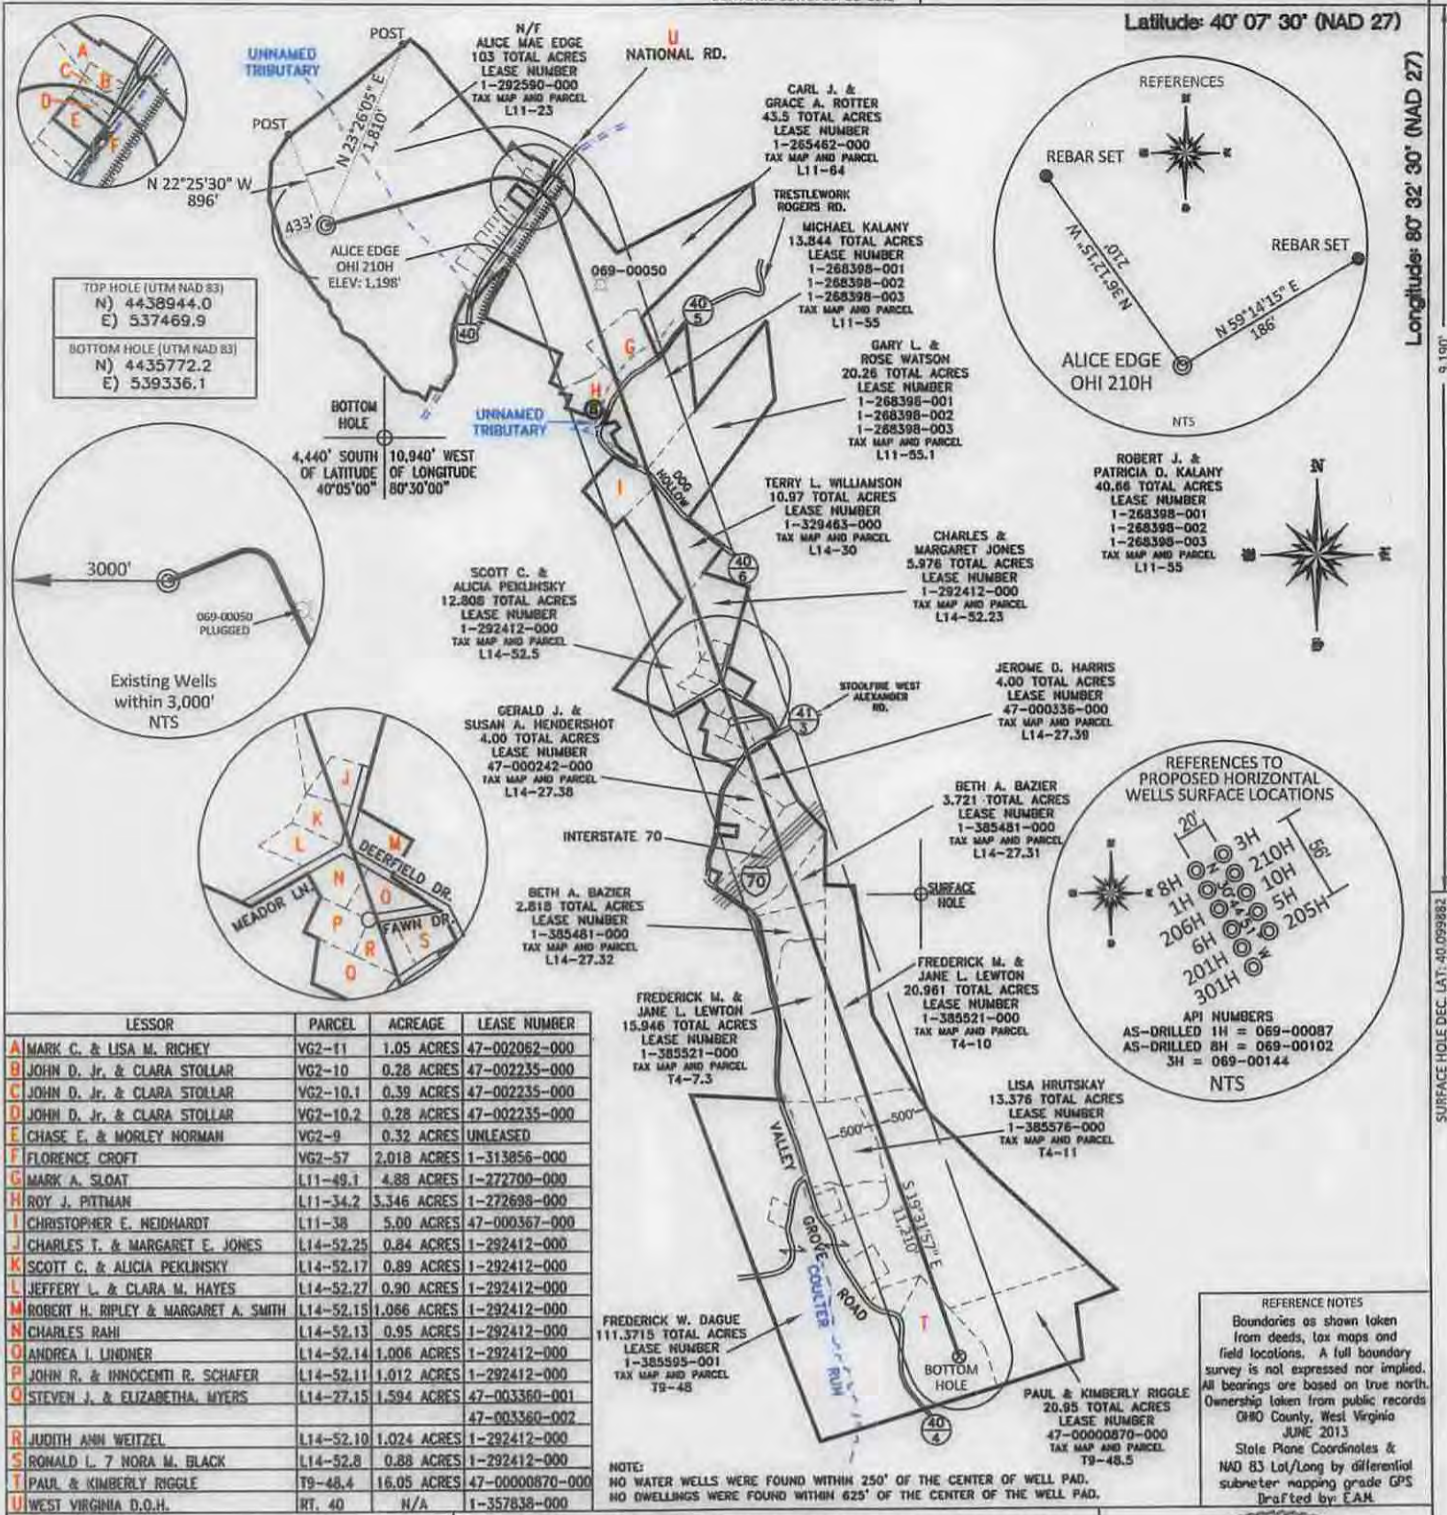 Latitude: 40° 07' 30" (NAD 27)
Longitude: 80° 32' 30" (NAD 27)
9,190'
SURFACE HOLE DEC. LAT: 40.099882
A
C
B
D
E
F
UNNAMED
TRIBUTARY
POST
POST
N 23°26'05" E
1,810'
N 22°25'30" W
896'
433'
ALICE EDGE
OHI 210H
ELEV: 1,198'
N/F
ALICE MAE EDGE
103 TOTAL ACRES
LEASE NUMBER
1-292590-000
TAX MAP AND PARCEL
L11-23
U
NATIONAL RD.
40
CARL J. &
GRACE A. ROTTER
43.5 TOTAL ACRES
LEASE NUMBER
1-265462-000
TAX MAP AND PARCEL
L11-64
TRESTLEWORK
ROGERS RD.
MICHAEL KALANY
13.844 TOTAL ACRES
LEASE NUMBER
1-268398-001
1-268398-002
1-268398-003
TAX MAP AND PARCEL
L11-55
069-00050
40
5
G
H
I
GARY L. &
ROSE WATSON
20.26 TOTAL ACRES
LEASE NUMBER
1-268398-001
1-268398-002
1-268398-003
TAX MAP AND PARCEL
L11-55.1
REFERENCES
N
REBAR SET
REBAR SET
N 36°12'15" W
210'
N 59°14'15" E
186'
ALICE EDGE
OHI 210H
NTS
TOP HOLE (UTM NAD 83)
N) 4438944.0
E) 537469.9
BOTTOM HOLE (UTM NAD 83)
N) 4435772.2
E) 539336.1
BOTTOM
HOLE
4,440' SOUTH
OF LATITUDE
40°05'00"
10,940' WEST
OF LONGITUDE
80°30'00"
UNNAMED
TRIBUTARY
DOG
HOLLOW
ROBERT J. &
PATRICIA D. KALANY
40.66 TOTAL ACRES
LEASE NUMBER
1-268398-001
1-268398-002
1-268398-003
TAX MAP AND PARCEL
L11-55
N
TERRY L. WILLIAMSON
10.97 TOTAL ACRES
LEASE NUMBER
1-329463-000
TAX MAP AND PARCEL
L14-30
40
6
CHARLES &
MARGARET JONES
5.976 TOTAL ACRES
LEASE NUMBER
1-292412-000
TAX MAP AND PARCEL
L14-52.23
3000'
069-00050
PLUGGED
Existing Wells
within 3,000'
NTS
SCOTT C. &
ALICIA PEKLINSKY
12.808 TOTAL ACRES
LEASE NUMBER
1-292412-000
TAX MAP AND PARCEL
L14-52.5
STOOLFIRE WEST
ALEXANDER
RD.
41
3
JEROME D. HARRIS
4.00 TOTAL ACRES
LEASE NUMBER
47-000336-000
TAX MAP AND PARCEL
L14-27.39
GERALD J. &
SUSAN A. HENDERSHOT
4.00 TOTAL ACRES
LEASE NUMBER
47-000242-000
TAX MAP AND PARCEL
L14-27.38
INTERSTATE 70
70
BETH A. BAZIER
3.721 TOTAL ACRES
LEASE NUMBER
1-385481-000
TAX MAP AND PARCEL
L14-27.31
REFERENCES TO
PROPOSED HORIZONTAL
WELLS SURFACE LOCATIONS
20'
56'
3H
210H
10H
5H
205H
8H
1H
206H
6H
201H
301H
API NUMBERS
AS-DRILLED 1H = 069-00087
AS-DRILLED 8H = 069-00102
3H = 069-00144
NTS
J
K
L
M
N
O
P
R
S
Q
MEADOR LN.
DEERFIELD DR.
FAWN DR.
BETH A. BAZIER
2.818 TOTAL ACRES
LEASE NUMBER
1-385481-000
TAX MAP AND PARCEL
L14-27.32
SURFACE
HOLE
FREDERICK M. &
JANE L. LEWTON
20.961 TOTAL ACRES
LEASE NUMBER
1-385521-000
TAX MAP AND PARCEL
T4-10
FREDERICK M. &
JANE L. LEWTON
15.946 TOTAL ACRES
LEASE NUMBER
1-385521-000
TAX MAP AND PARCEL
T4-7.3
LISA HRUTSKAY
13.376 TOTAL ACRES
LEASE NUMBER
1-385576-000
TAX MAP AND PARCEL
T4-11
500'
500'
S 19°31'57" E
11,210'
VALLEY
GROVE
ROAD
COULTER RUN
T
BOTTOM
HOLE
40
4
FREDERICK W. DAGUE
111.3715 TOTAL ACRES
LEASE NUMBER
1-385595-001
TAX MAP AND PARCEL
T9-48
PAUL & KIMBERLY RIGGLE
20.95 TOTAL ACRES
LEASE NUMBER
47-00000870-000
TAX MAP AND PARCEL
T9-48.5
LESSOR PARCEL ACREAGE LEASE NUMBER
A MARK C. & LISA M. RICHEY VG2-11 1.05 ACRES 47-002062-000
B JOHN D. Jr. & CLARA STOLLAR VG2-10 0.28 ACRES 47-002235-000
C JOHN D. Jr. & CLARA STOLLAR VG2-10.1 0.39 ACRES 47-002235-000
D JOHN D. Jr. & CLARA STOLLAR VG2-10.2 0.28 ACRES 47-002235-000
E CHASE E. & MORLEY NORMAN VG2-9 0.32 ACRES UNLEASED
F FLORENCE CROFT VG2-57 2.018 ACRES 1-313856-000
G MARK A. SLOAT L11-49.1 4.88 ACRES 1-272700-000
H ROY J. PITTMAN L11-34.2 3.346 ACRES 1-272698-000
I CHRISTOPHER E. NEIDHARDT L11-38 5.00 ACRES 47-000367-000
J CHARLES T. & MARGARET E. JONES L14-52.25 0.84 ACRES 1-292412-000
K SCOTT C. & ALICIA PEKLINSKY L14-52.17 0.89 ACRES 1-292412-000
L JEFFERY L. & CLARA M. HAYES L14-52.27 0.90 ACRES 1-292412-000
M ROBERT H. RIPLEY & MARGARET A. SMITH L14-52.15 1.066 ACRES 1-292412-000
N CHARLES RAHI L14-52.13 0.95 ACRES 1-292412-000
O ANDREA I. LINDNER L14-52.14 1.006 ACRES 1-292412-000
P JOHN R. & INNOCENTI R. SCHAFER L14-52.11 1.012 ACRES 1-292412-000
Q STEVEN J. & ELIZABETHA. MYERS L14-27.15 1.594 ACRES 47-003360-001
47-003360-002
R JUDITH ANN WEITZEL L14-52.10 1.024 ACRES 1-292412-000
S RONALD L. 7 NORA M. BLACK L14-52.8 0.88 ACRES 1-292412-000
T PAUL & KIMBERLY RIGGLE T9-48.4 16.05 ACRES 47-00000870-000
U WEST VIRGINIA D.O.H. RT. 40 N/A 1-357838-000
NOTE:
NO WATER WELLS WERE FOUND WITHIN 250' OF THE CENTER OF WELL PAD.
NO DWELLINGS WERE FOUND WITHIN 625' OF THE CENTER OF THE WELL PAD.
REFERENCE NOTES
Boundaries as shown taken
from deeds, tax maps and
field locations. A full boundary
survey is not expressed nor implied.
All bearings are based on true north.
Ownership taken from public records
OHIO County, West Virginia
JUNE 2013
State Plane Coordinates &
NAD 83 Lat/Long by differential
submeter mapping grade GPS
Drafted by: E.A.M.